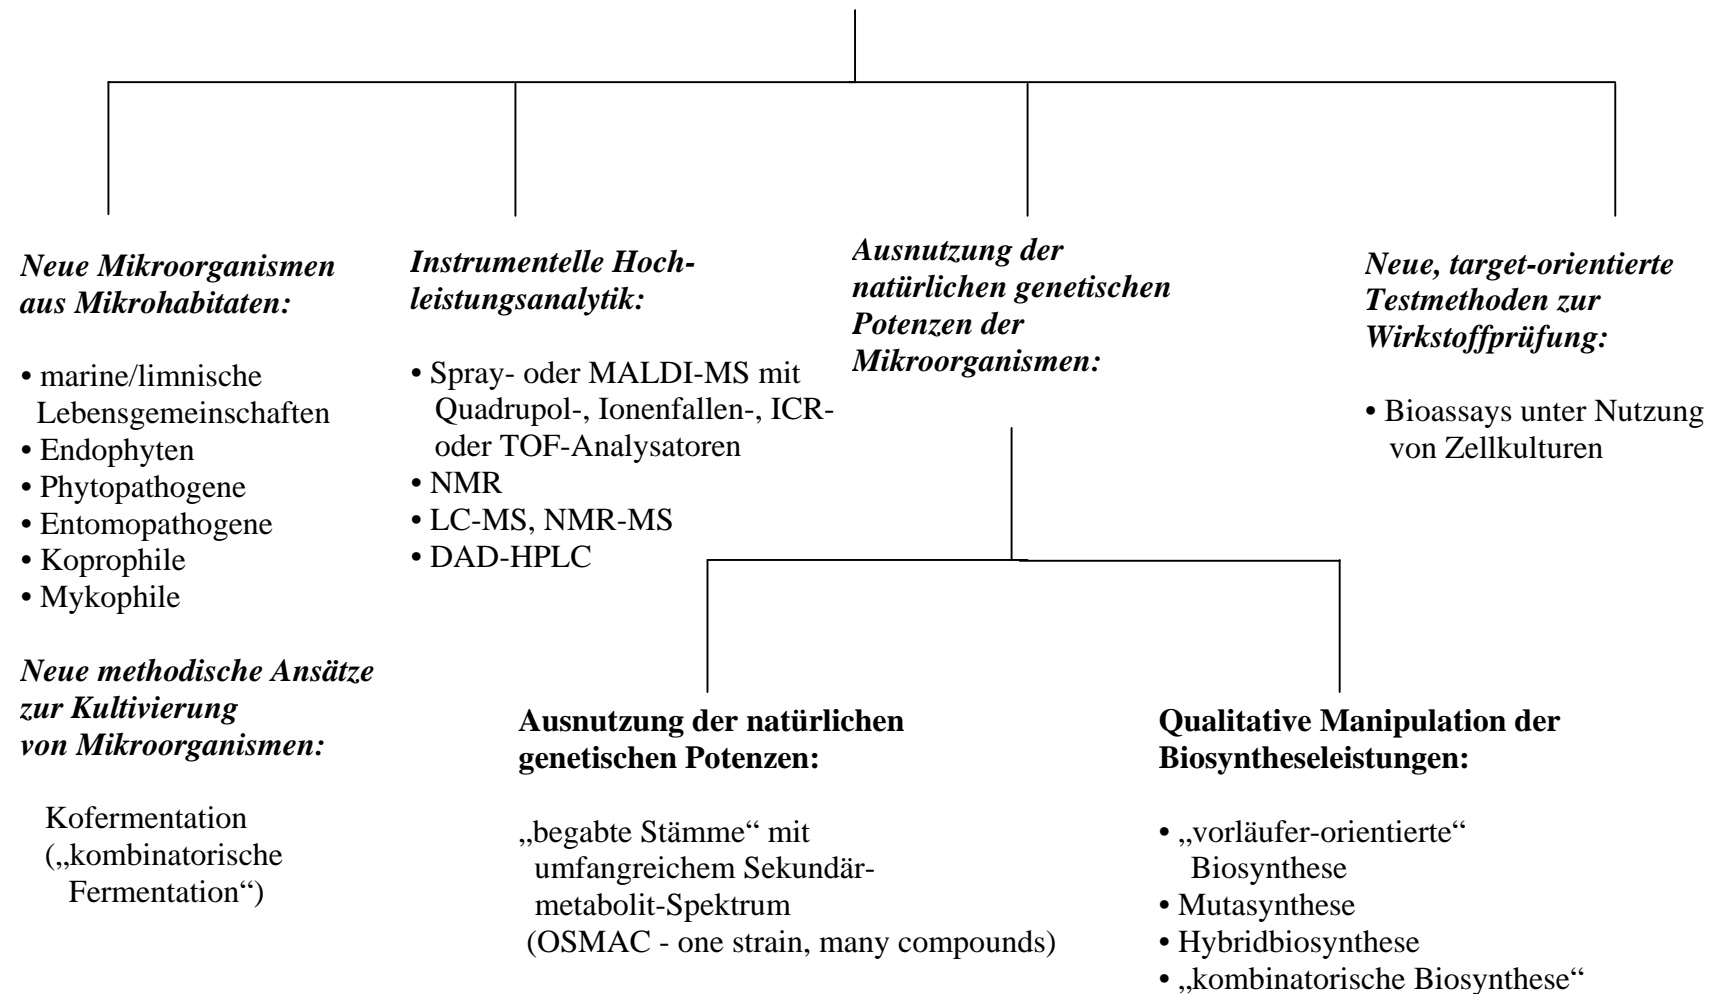 Neue Mikroorganismen
aus Mikrohabitaten:
• marine/limnische
Lebensgemeinschaften
• Endophyten
• Phytopathogene
• Entomopathogene
• Koprophile
• Mykophile
Neue methodische Ansätze
zur Kultivierung
von Mikroorganismen:
Kofermentation
(„kombinatorische
Fermentation“)
Instrumentelle Hoch-
leistungsanalytik:
• Spray- oder MALDI-MS mit
Quadrupol-, Ionenfallen-, ICR-
oder TOF-Analysatoren
• NMR
• LC-MS, NMR-MS
• DAD-HPLC
Ausnutzung der
natürlichen genetischen
Potenzen der
Mikroorganismen:
Ausnutzung der natürlichen
genetischen Potenzen:
„begabte Stämme“ mit
umfangreichem Sekundär-
metabolit-Spektrum
(OSMAC - one strain, many compounds)
Qualitative Manipulation der
Biosyntheseleistungen:
• „vorläufer-orientierte“
Biosynthese
• Mutasynthese
• Hybridbiosynthese
• „kombinatorische Biosynthese“
Neue, target-orientierte
Testmethoden zur
Wirkstoffprüfung:
• Bioassays unter Nutzung
von Zellkulturen